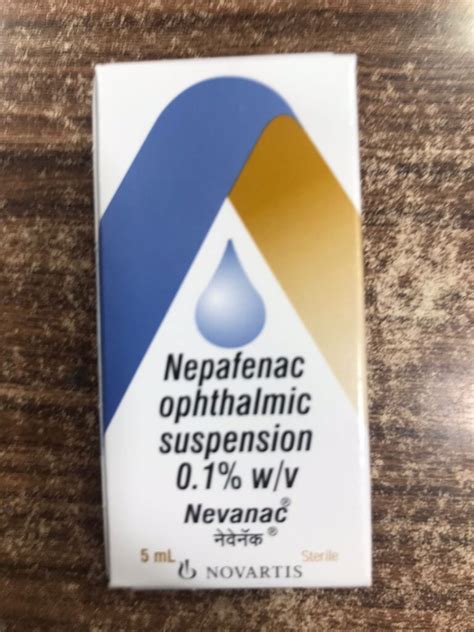 Nepafenac
ophthalmic
suspension
0.1% w/v
Nevanac®
नेवेनॅक®
5 mL
Sterile
NOVARTIS